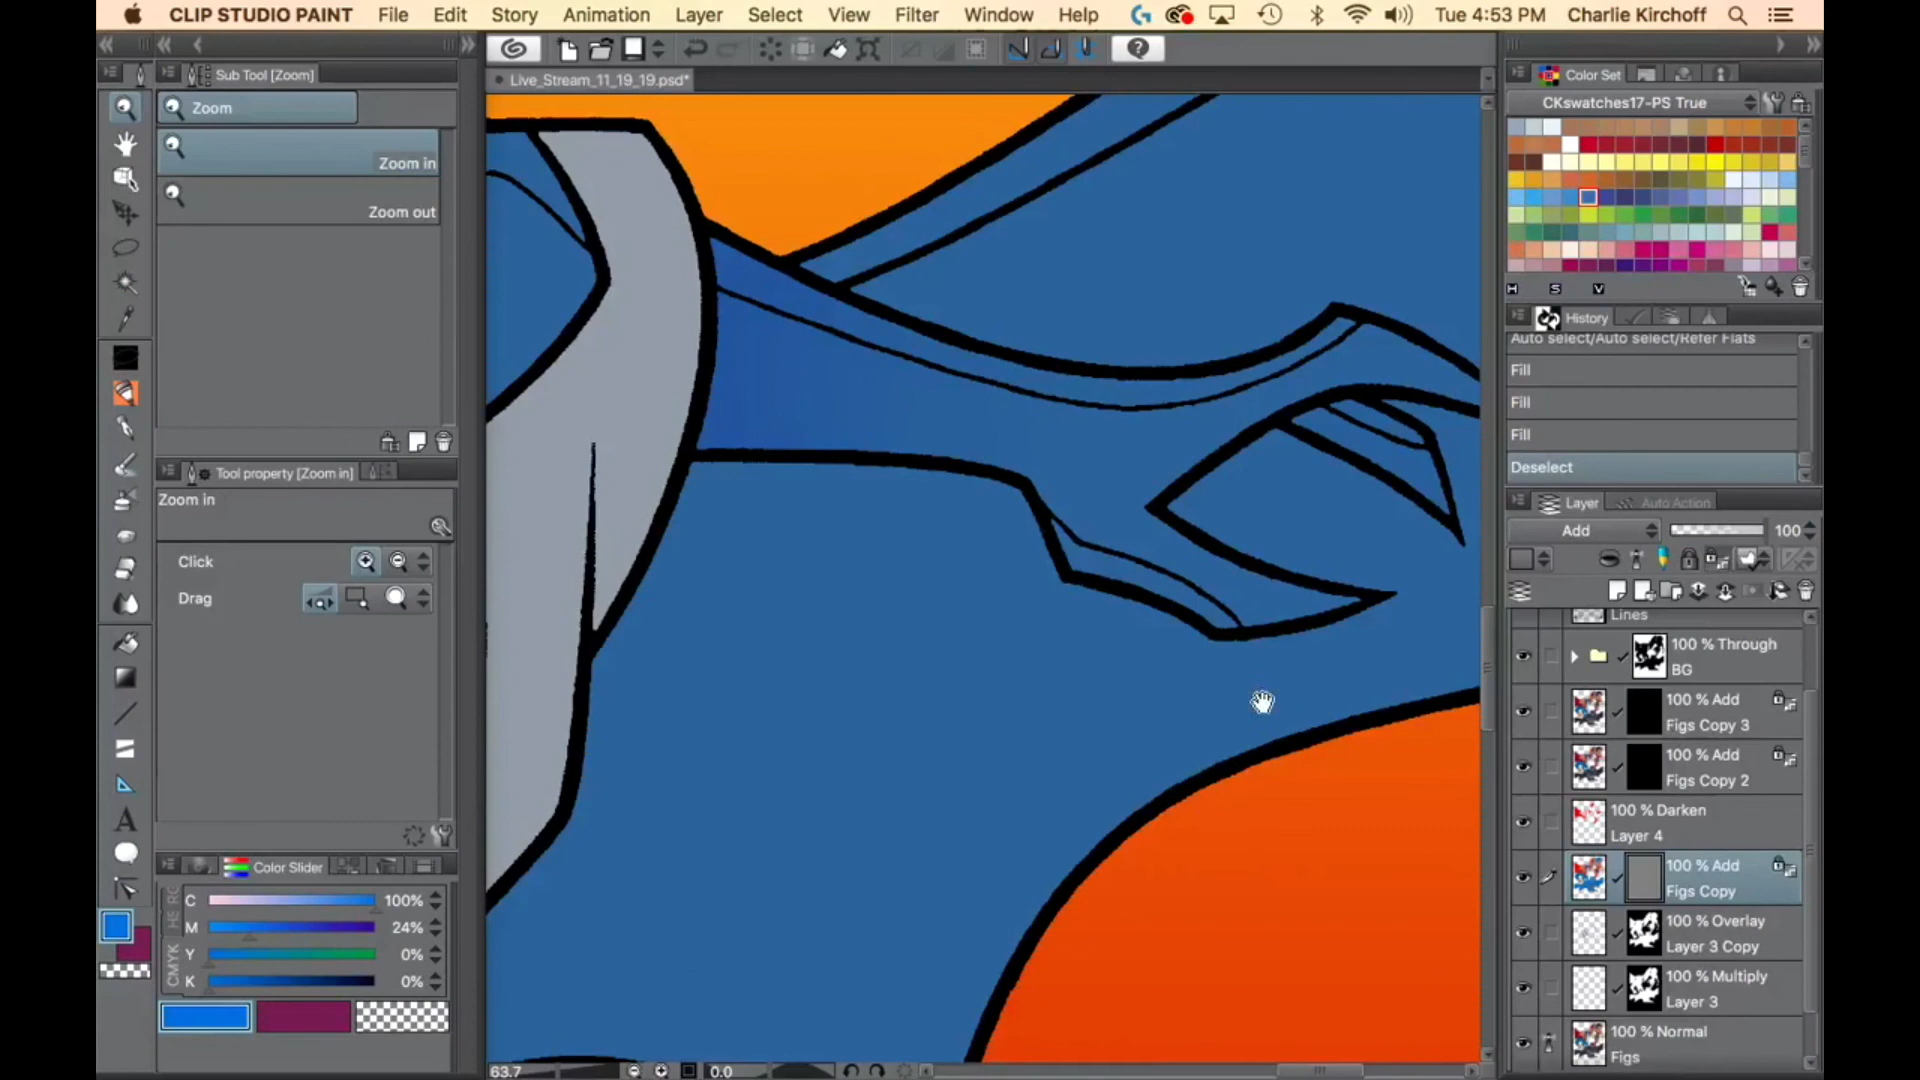 CLIP STUDIO PAINT File Edit Story Animation Layer Select View Filter Window Help Tue 4:53 PM Charlie Kirchoff
Sub Tool [Zoom]
Zoom
Zoom in
Zoom out
Tool property [Zoom in]
Zoom in
Click
Drag
Color Slider
C 100%
M 24%
Y 0%
K 0%
CMYK
Live_Stream_11_19_19.psd*
63.7 0.0
Color Set
CKswatches17-PS True
H S V
History
Auto select/Auto select/Refer Flats
Fill
Fill
Fill
Deselect
Layer Auto Action
Add 100
Lines
100 % Through
BG
100 % Add
Figs Copy 3
100 % Add
Figs Copy 2
100 % Darken
Layer 4
100 % Add
Figs Copy
100 % Overlay
Layer 3 Copy
100 % Multiply
Layer 3
100 % Normal
Figs